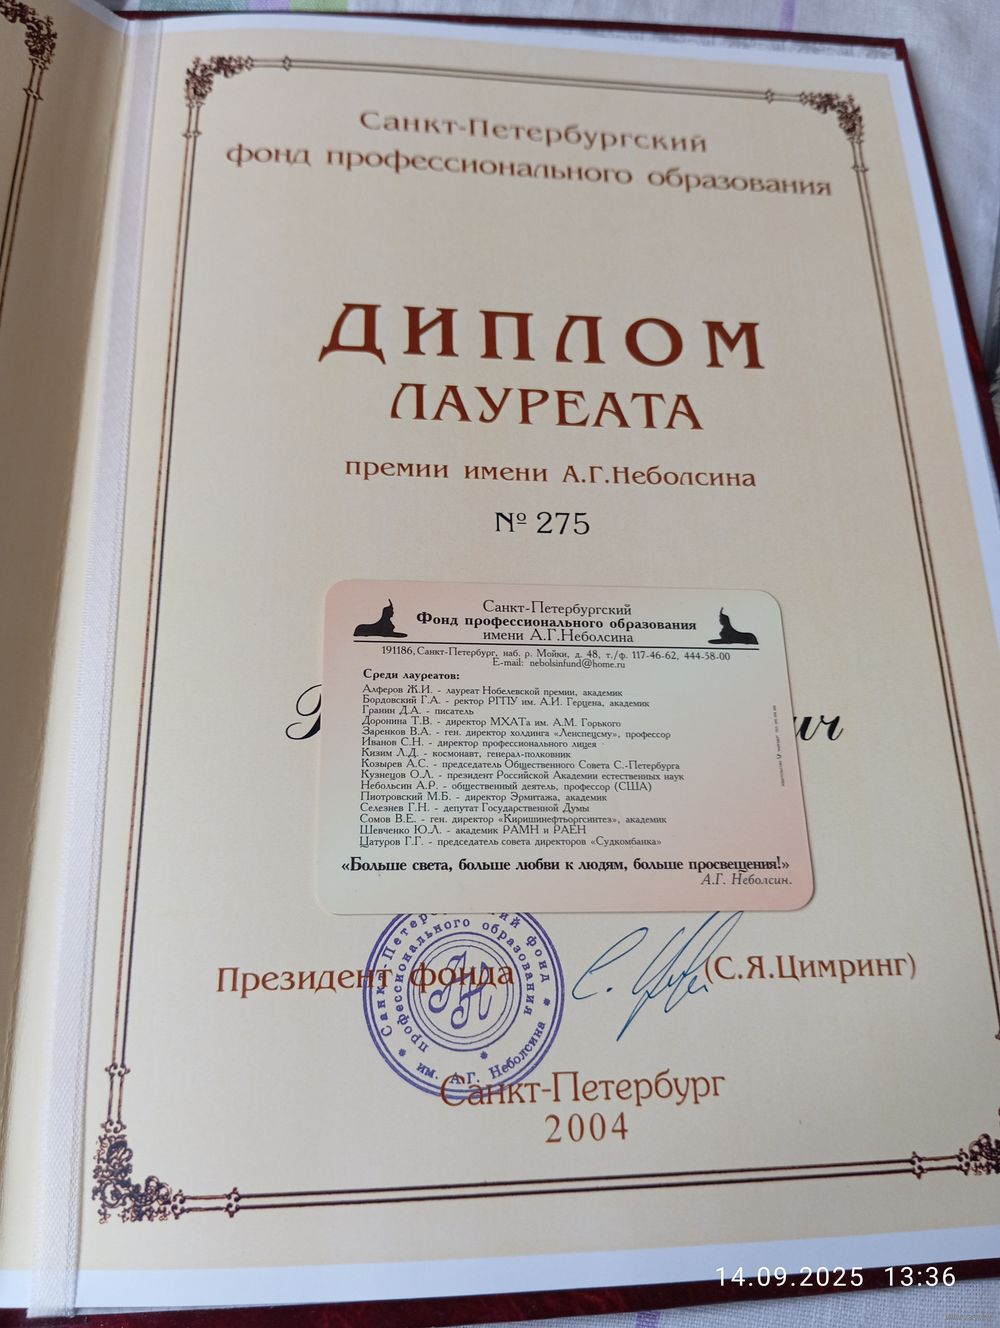 Санкт-Петербургский
фонд профессионального образования
ДИПЛОМ
ЛАУРЕАТА
премии имени А.Г.Неболсина
№ 275
Санкт-Петербургский
Фонд профессионального образования
имени А.Г.Неболсина
191186, Санкт-Петербург, наб. р. Мойки, д. 48, т./ф. 117-46-62, 444-58-00
E-mail: nebolsinfund@home.ru
Среди лауреатов:
Алферов Ж.И. - лауреат Нобелевской премии, академик
Бордовский Г.А. - ректор РГПУ им. А.И. Герцена, академик
Гранин Д.А. - писатель
Доронина Т.В. - директор МХАТа им. А.М. Горького
Заренков В.А. - ген. директор холдинга «Ленспецсму», профессор
Иванов С.Н. - директор профессионального лицея
Кизим Л.Д. - космонавт, генерал-полковник
Козырев А.С. - председатель Общественного Совета С.-Петербурга
Кузнецов О.Л. - президент Российской Академии естественных наук
Небольсин А.Р. - общественный деятель, профессор (США)
Пиотровский М.Б. - директор Эрмитажа, академик
Селезнев Г.Н. - депутат Государственной Думы
Сомов В.Е. - ген. директор «Киришинефтьоргсинтез», академик
Шевченко Ю.Л. - академик РАМН и РАЕН
Цатуров Г.Г. - председатель совета директоров «Судкомбанка»
«Больше света, больше любви к людям, больше просвещения!»
А.Г. Неболсин.
Президент фонда (С.Я.Цимринг)
профессионального образования
им. А.Г. Неболсина
Санкт-Петербург
2004
14.09.2025 13:36